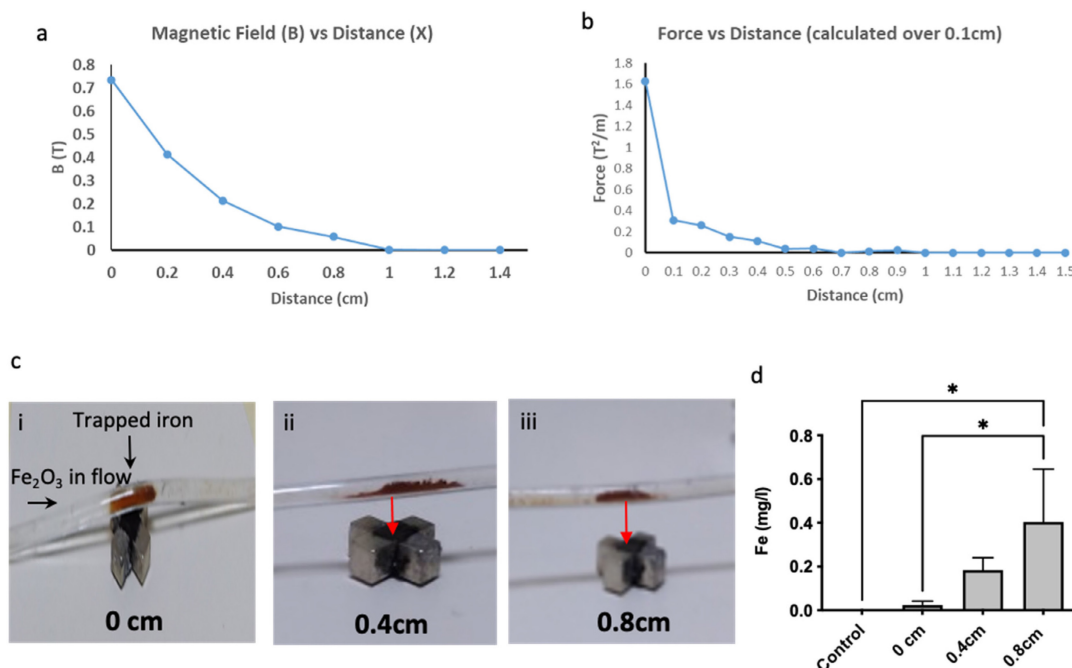 a
Magnetic Field (B) vs Distance (X)
B (T)
0.8
0.7
0.6
0.5
0.4
0.3
0.2
0.1
0
0 0.2 0.4 0.6 0.8 1 1.2 1.4
Distance (cm)
b
Force vs Distance (calculated over 0.1cm)
Force (T²/m)
1.8
1.6
1.4
1.2
1
0.8
0.6
0.4
0.2
0
0 0.1 0.2 0.3 0.4 0.5 0.6 0.7 0.8 0.9 1 1.1 1.2 1.3 1.4 1.5
Distance (cm)
c
i
Trapped iron
Fe₂O₃ in flow
0 cm
ii
0.4cm
iii
0.8cm
d
* 
*
Fe (mg/l)
0.8
0.6
0.4
0.2
0.0
Control 0 cm 0.4cm 0.8cm